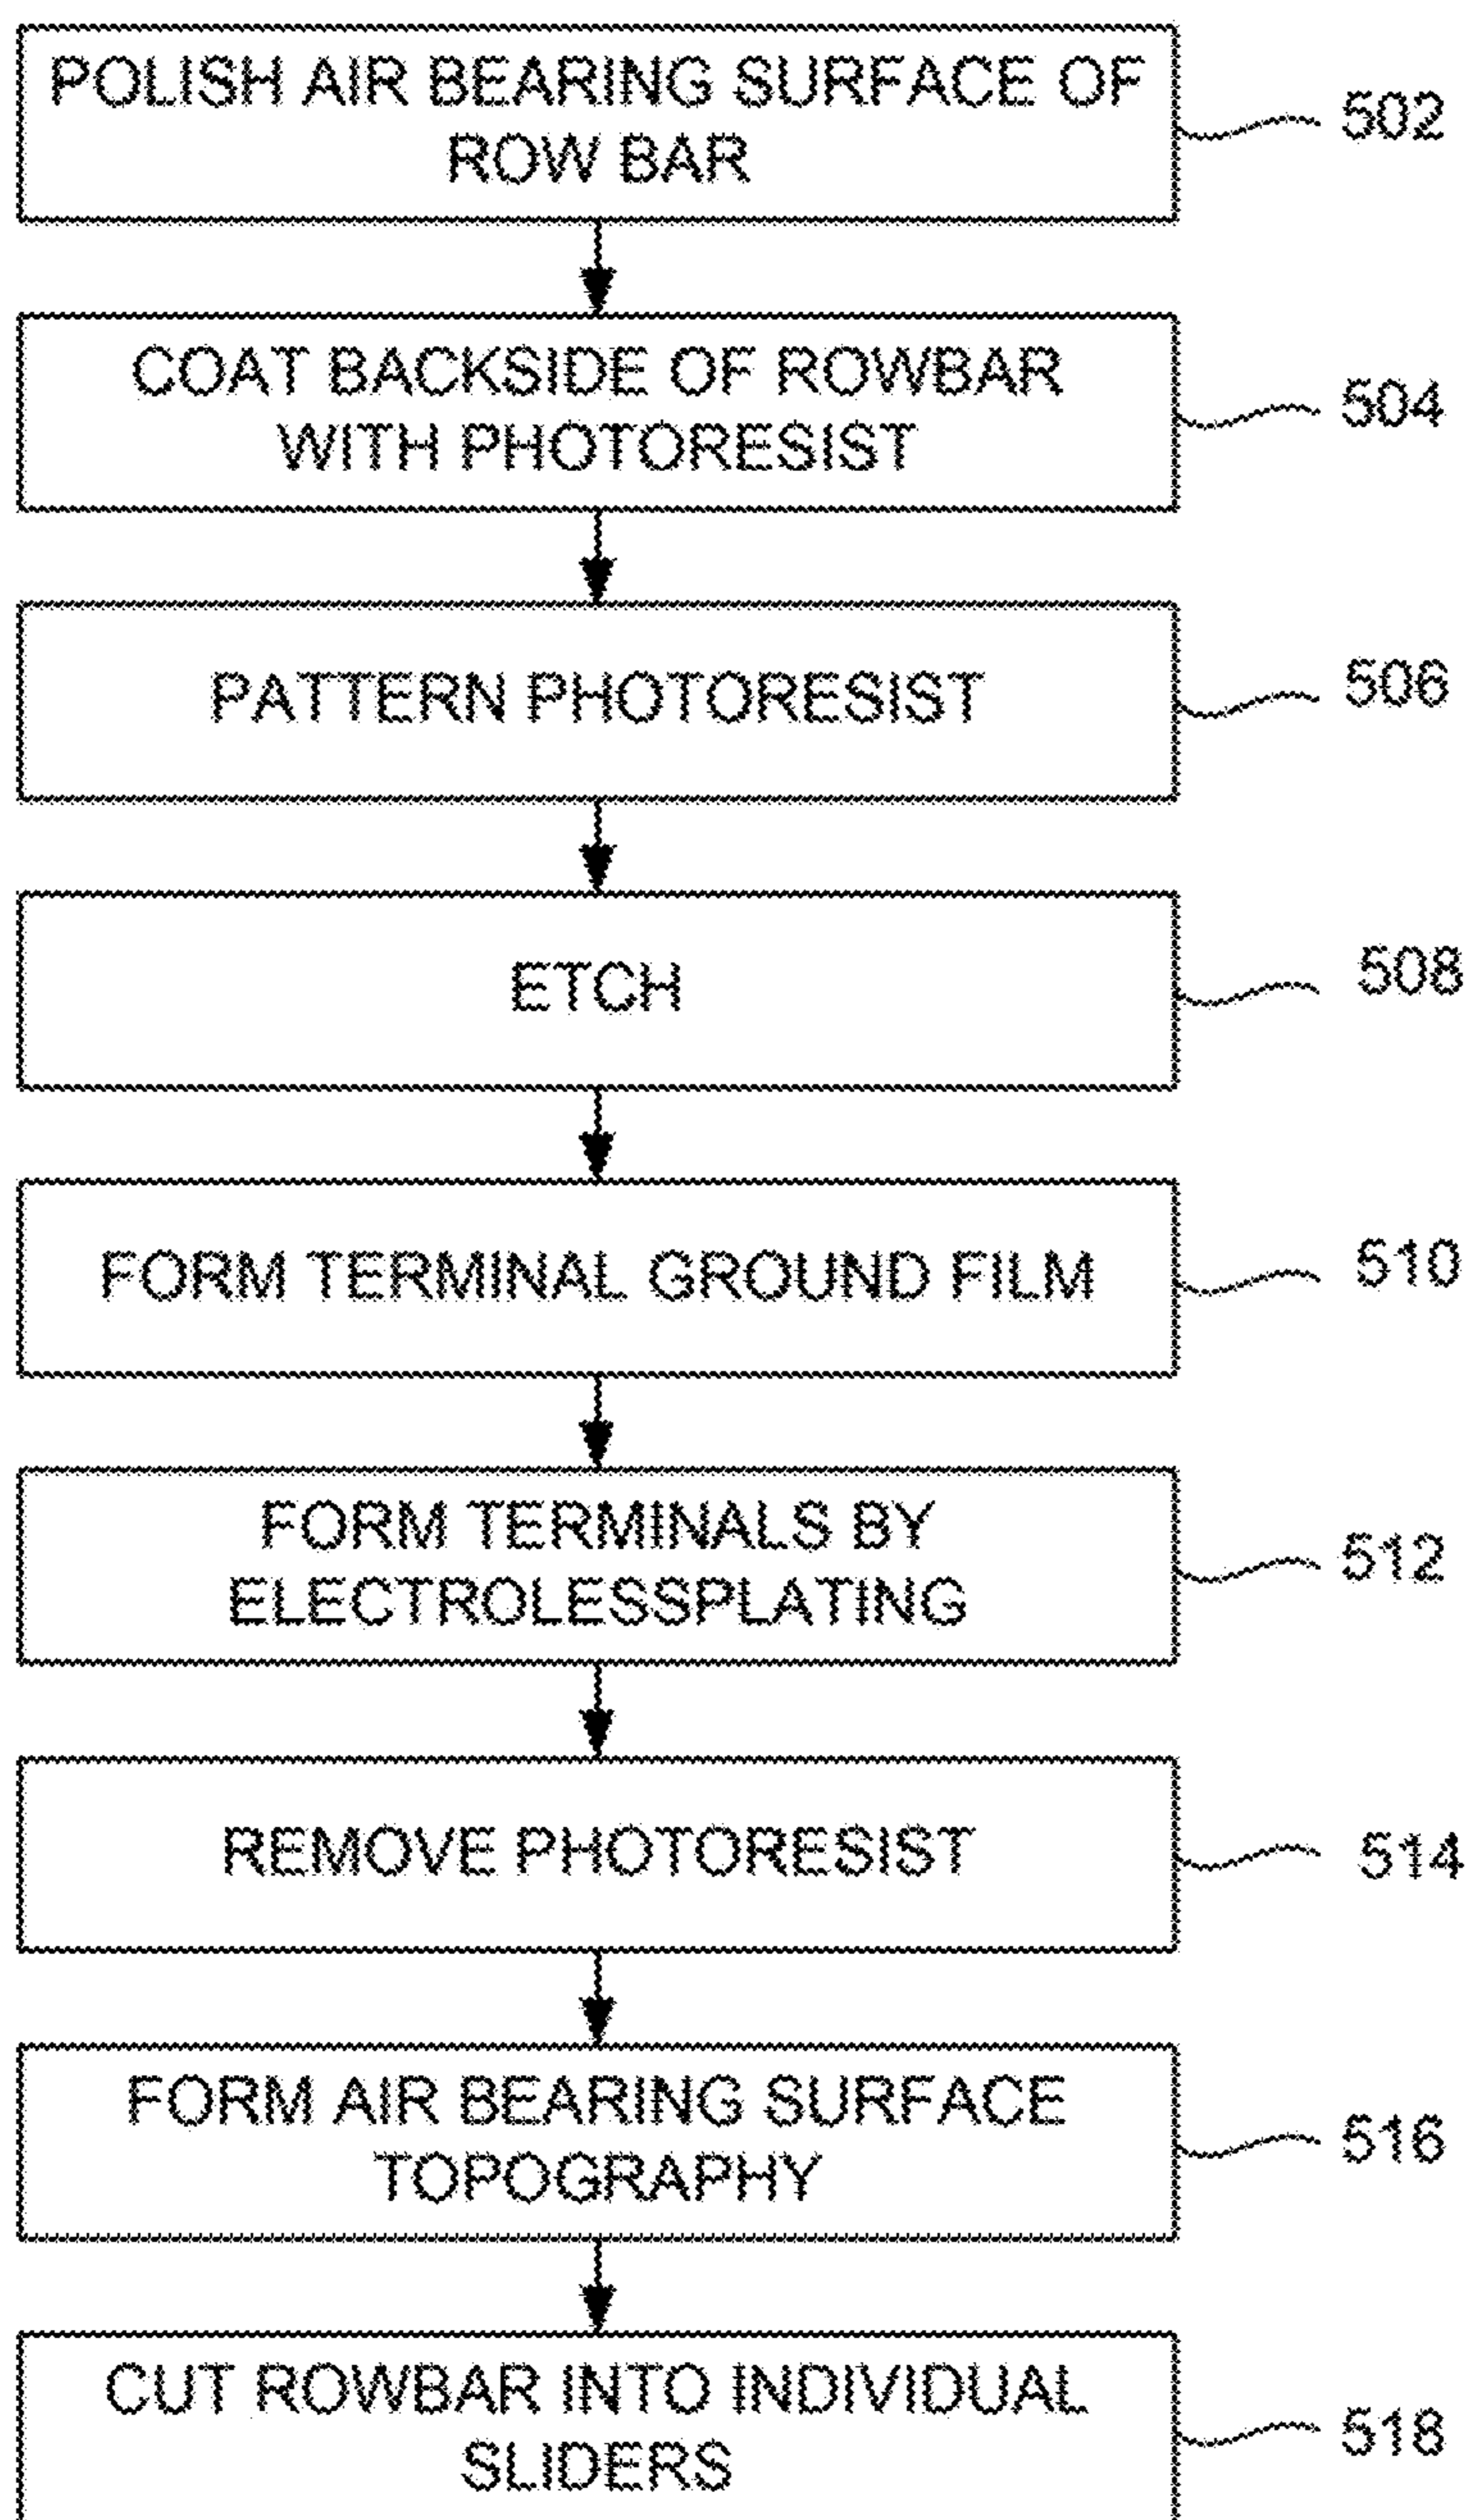 POLISH AIR BEARING SURFACE OF
ROW BAR
502
COAT BACKSIDE OF ROWBAR
WITH PHOTORESIST
504
PATTERN PHOTORESIST
506
ETCH
508
FORM TERMINAL GROUND FILM
510
FORM TERMINALS BY
ELECTROLESSPLATING
512
REMOVE PHOTORESIST
514
FORM AIR BEARING SURFACE
TOPOGRAPHY
516
CUT ROWBAR INTO INDIVIDUAL
SLIDERS
518